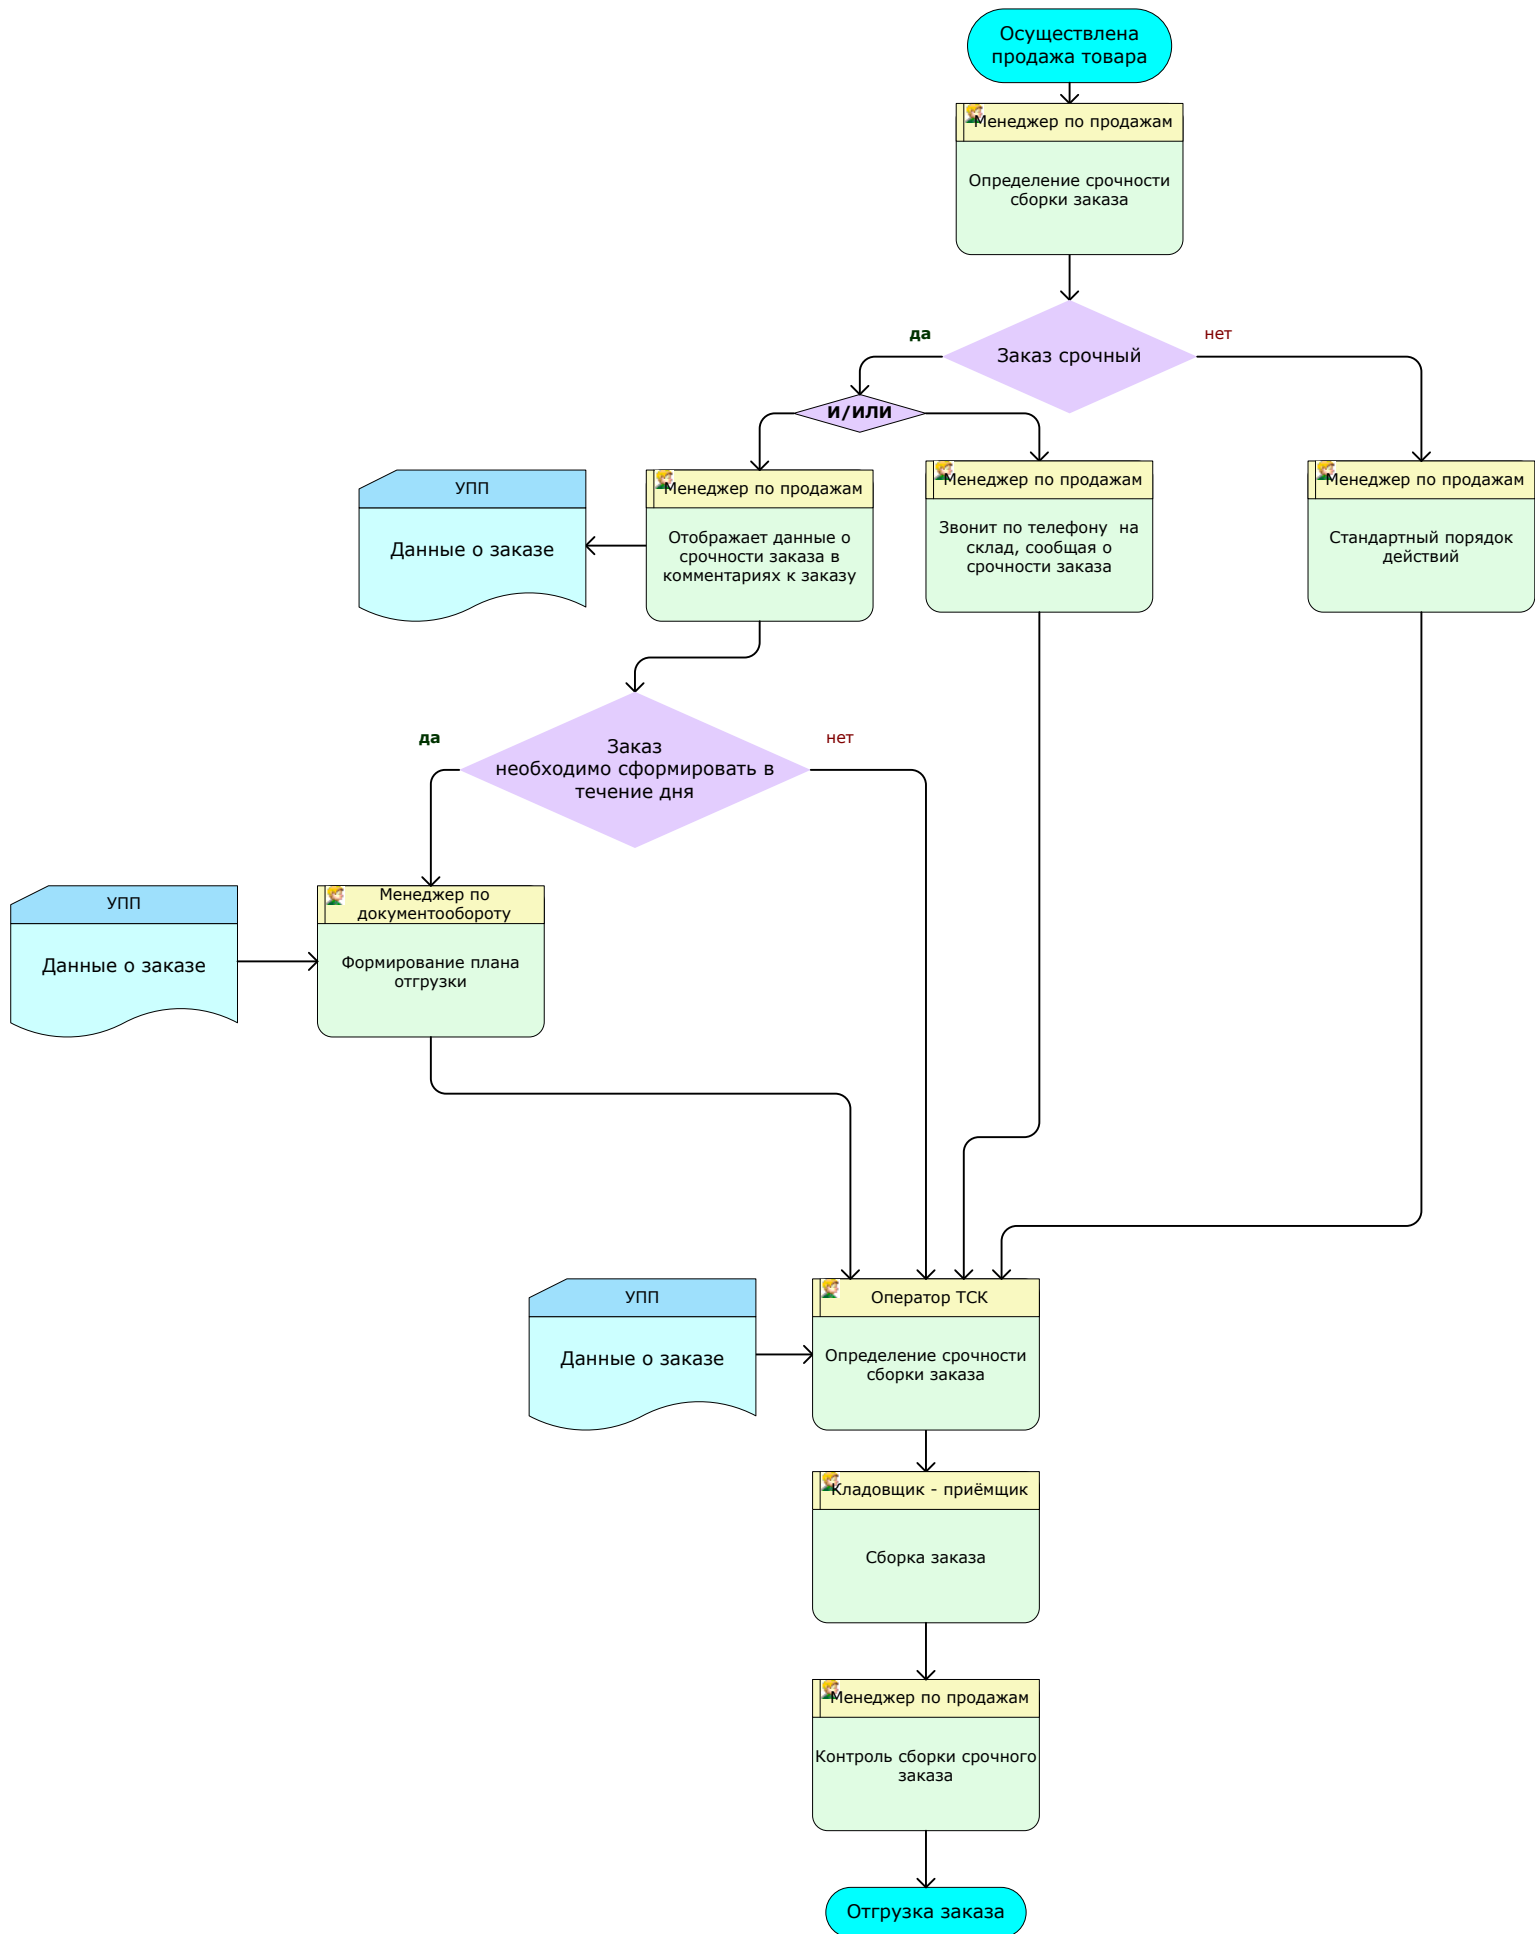 Осуществлена
продажа товара
Менеджер по продажам
Определение срочности
сборки заказа
Заказ срочный
да
нет
И/ИЛИ
УПП
Данные о заказе
Менеджер по продажам
Отображает данные о
срочности заказа в
комментариях к заказу
Менеджер по продажам
Звонит по телефону  на
склад, сообщая о
срочности заказа
Менеджер по продажам
Стандартный порядок
действий
Заказ
необходимо сформировать в
течение дня
да
нет
УПП
Данные о заказе
Менеджер по
документообороту
Формирование плана
отгрузки
УПП
Данные о заказе
Оператор ТСК
Определение срочности
сборки заказа
Кладовщик - приёмщик
Сборка заказа
Менеджер по продажам
Контроль сборки срочного
заказа
Отгрузка заказа